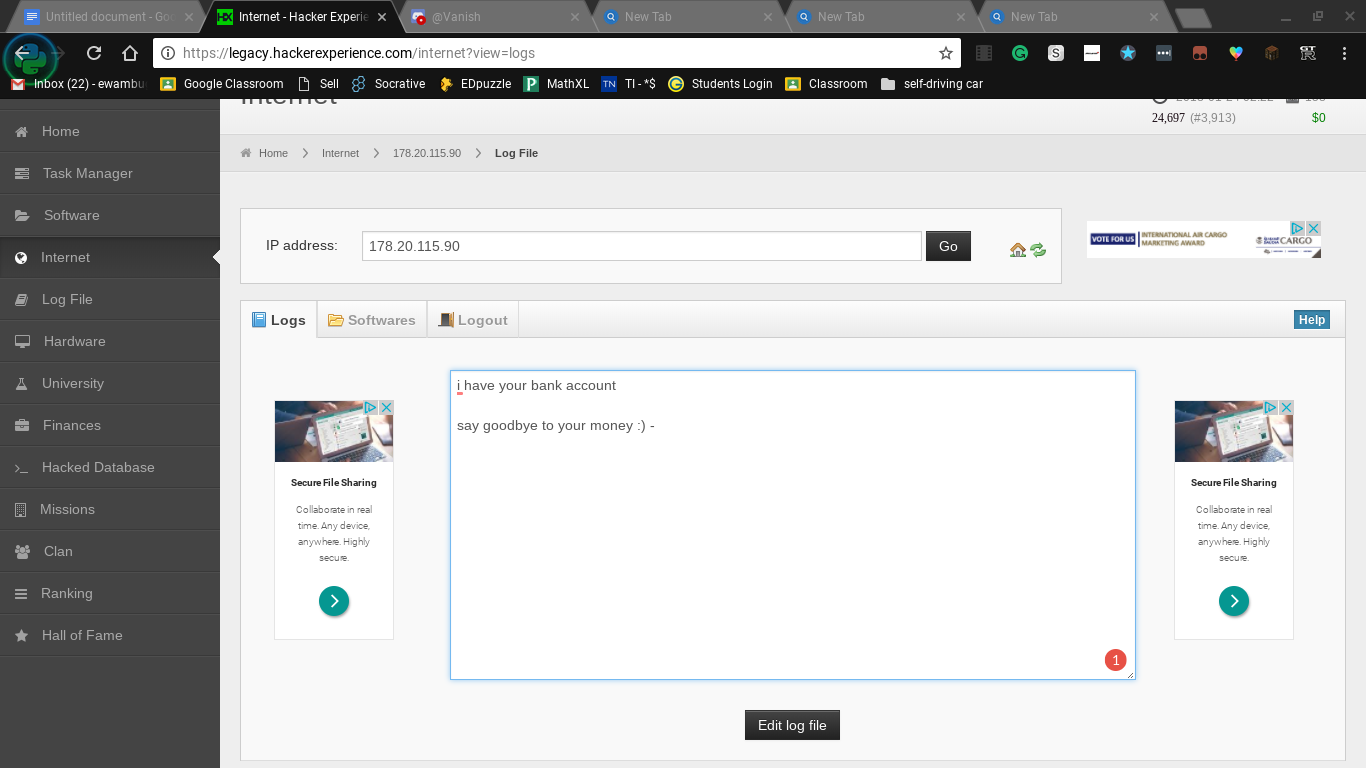 Untitled document - Goo
Internet - Hacker Experie
@Vanish
New Tab
New Tab
New Tab
https://legacy.hackerexperience.com/internet?view=logs
Inbox (22) - ewambu
Google Classroom
Sell
Socrative
EDpuzzle
MathXL
TI - *$
Students Login
Classroom
self-driving car
Internet
24,697 (#3,913)
$0
Home
Task Manager
Software
Internet
Log File
Hardware
University
Finances
Hacked Database
Missions
Clan
Ranking
Hall of Fame
Home
Internet
178.20.115.90
Log File
IP address:
178.20.115.90
Go
VOTE FOR US
INTERNATIONAL AIR CARGO
MARKETING AWARD
CARGO
Logs
Softwares
Logout
Help
i have your bank account
say goodbye to your money :) -
1
Edit log file
Secure File Sharing
Collaborate in real
time. Any device,
anywhere. Highly
secure.
Secure File Sharing
Collaborate in real
time. Any device,
anywhere. Highly
secure.